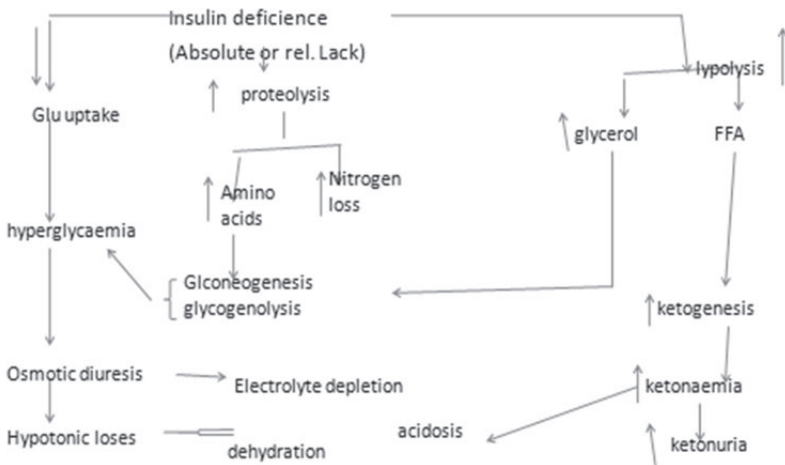 Insulin deficience
(Absolute or rel. Lack)
lypolysis
proteolysis
Glu uptake
glycerol
FFA
Amino
acids
Nitrogen
loss
hyperglycaemia
Glconeogenesis
glycogenolysis
ketogenesis
Osmotic diuresis
Electrolyte depletion
ketonaemia
Hypotonic loses
dehydration
acidosis
ketonuria